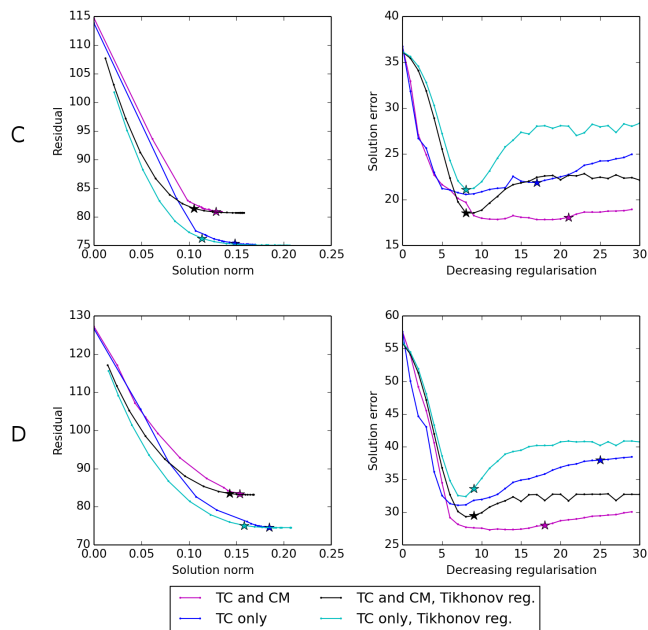 C
115
110
105
100
95
90
85
80
75
Residual
0.00 0.05 0.10 0.15 0.20 0.25
Solution norm
40
35
30
25
20
15
Solution error
0 5 10 15 20 25 30
Decreasing regularisation
D
130
120
110
100
90
80
70
Residual
0.00 0.05 0.10 0.15 0.20 0.25
Solution norm
60
55
50
45
40
35
30
25
Solution error
0 5 10 15 20 25 30
Decreasing regularisation
TC and CM
TC only
TC and CM, Tikhonov reg.
TC only, Tikhonov reg.